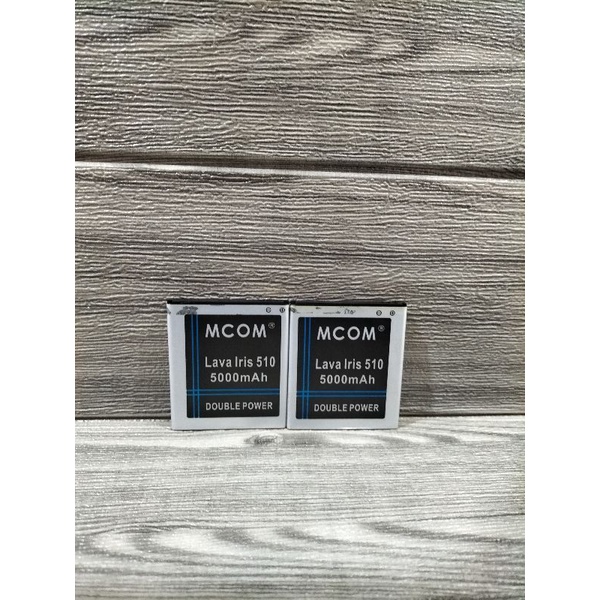 MCOM®
Lava Iris 510
5000mAh
DOUBLE POWER
MCOM®
Lava Iris 510
5000mAh
DOUBLE POWER